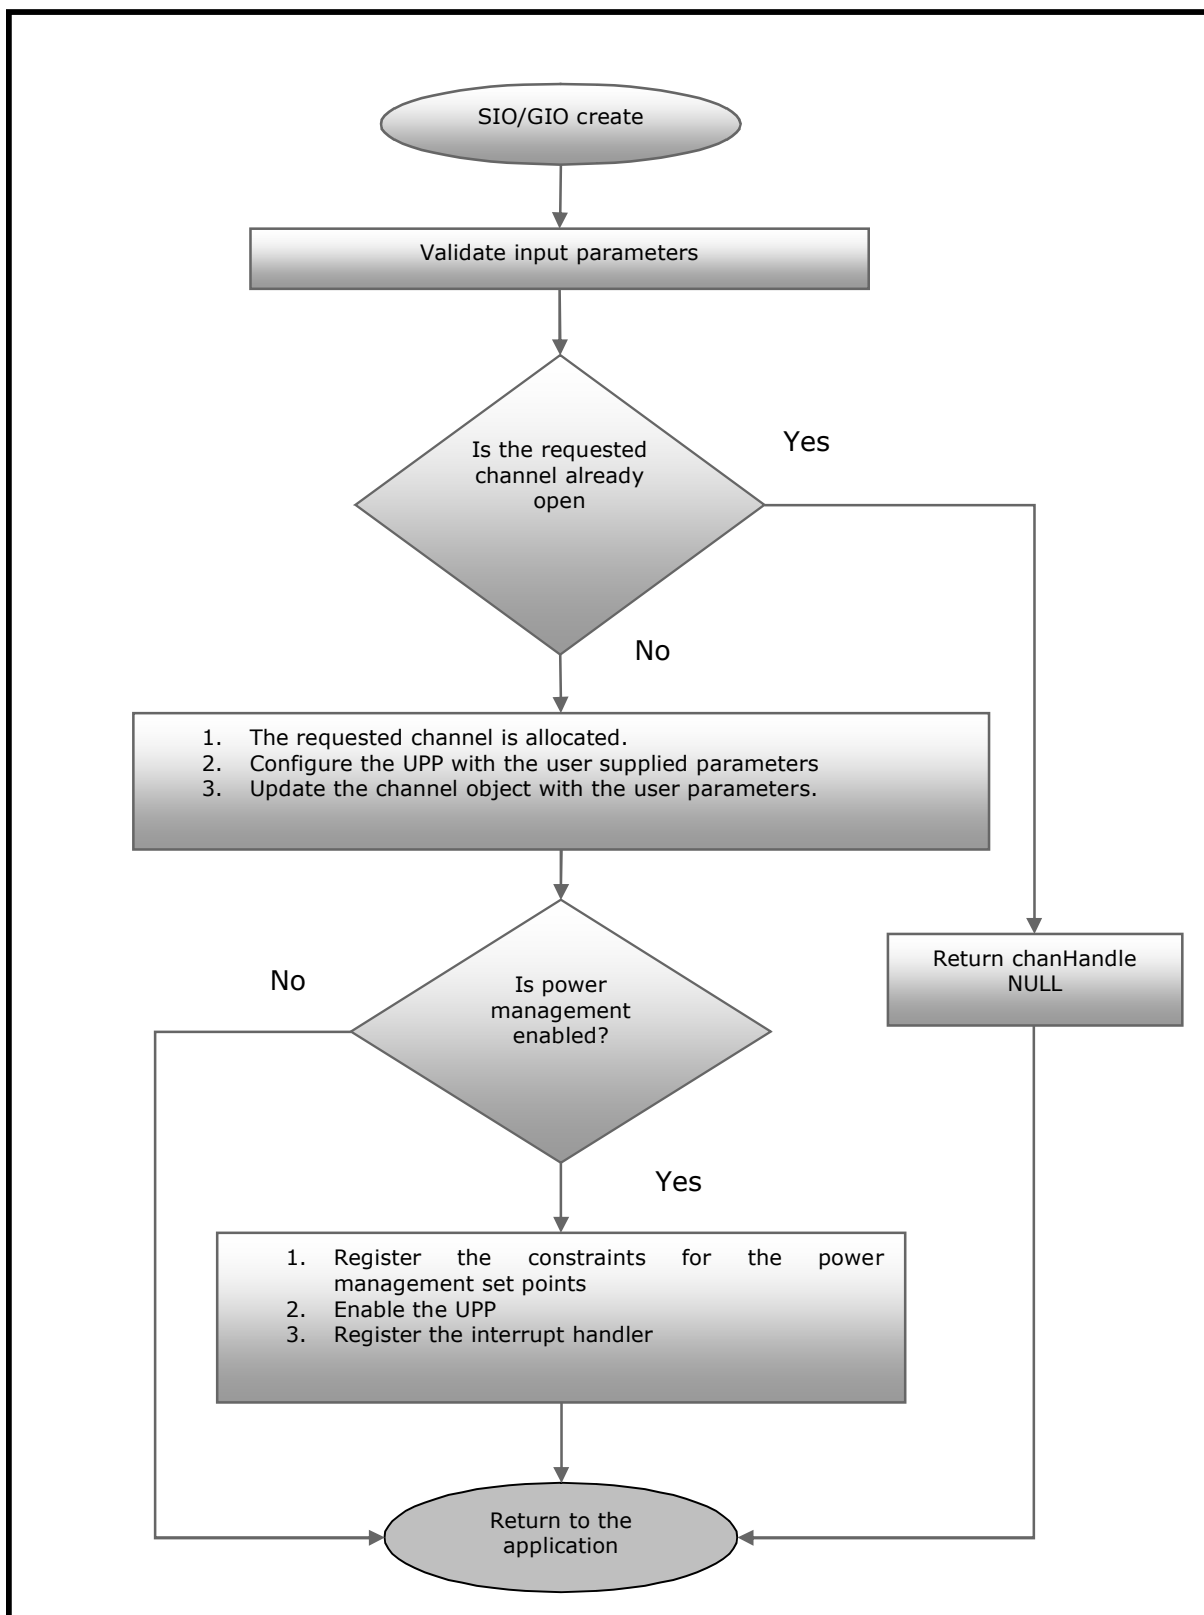 SIO/GIO create
Validate input parameters
Is the requested
channel already
open
Yes
No
1. The requested channel is allocated.
2. Configure the UPP with the user supplied parameters
3. Update the channel object with the user parameters.
Return chanHandle
NULL
No
Is power
management
enabled?
Yes
1. Register the constraints for the power
management set points
2. Enable the UPP
3. Register the interrupt handler
Return to the
application